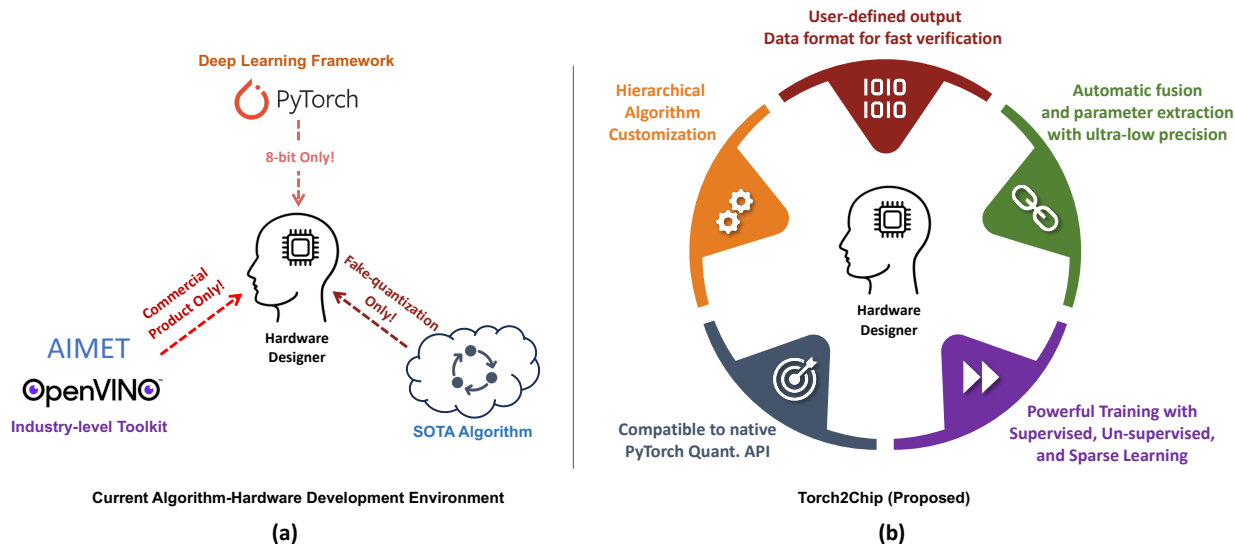 Deep Learning Framework
PyTorch
8-bit Only!
Commercial
Product Only!
Fake-quantization
Only!
Hardware
Designer
AIMET
OpenVINO™
Industry-level Toolkit
SOTA Algorithm
Current Algorithm-Hardware Development Environment
(a)
User-defined output
Data format for fast verification
Hierarchical
Algorithm
Customization
1010
1010
Automatic fusion
and parameter extraction
with ultra-low precision
Hardware
Designer
Compatible to native
PyTorch Quant. API
Powerful Training with
Supervised, Un-supervised,
and Sparse Learning
Torch2Chip (Proposed)
(b)